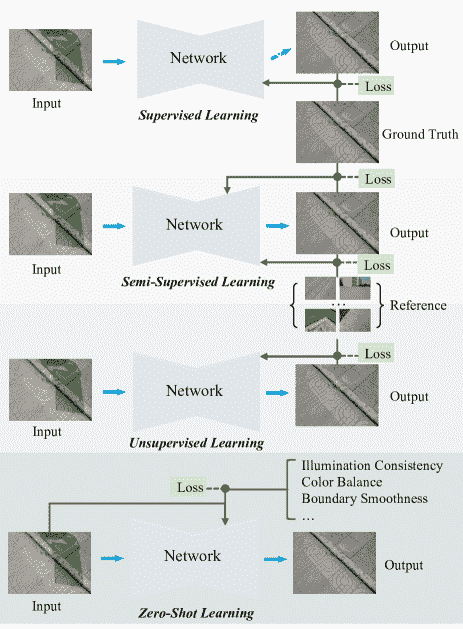 Input
Network
Supervised Learning
Output
Loss
Ground Truth
Loss
Input
Network
Semi-Supervised Learning
Output
Loss
...
Reference
Loss
Input
Network
Unsupervised Learning
Output
Loss
Illumination Consistency
Color Balance
Boundary Smoothness
...
Input
Network
Zero-Shot Learning
Output